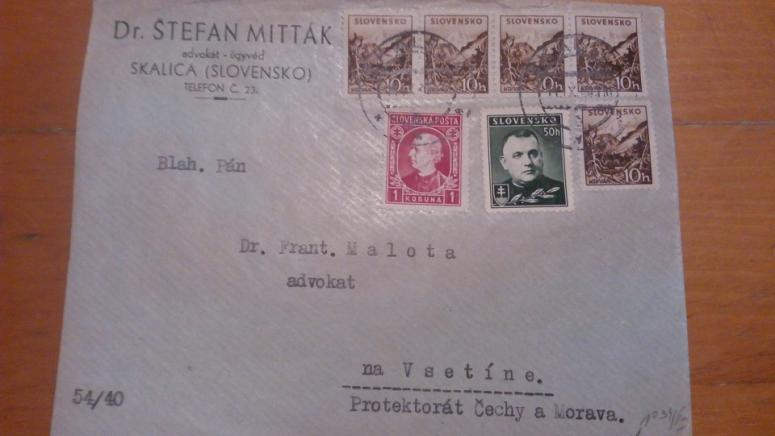 Dr. ŠTEFAN MITTÁK
advokát - ügyvéd
SKALICA (SLOVENSKO)
TELEFON Č. 23.
SLOVENSKO
10h
SLOVENSKO
10h
SLOVENSKO
0h
SLOVENSKO
10h
SLOVENSKÁ POŠTA
1 KORUNA 1
SLOVENSKO
50h
SLOVENSKO
10h
Blah. Pán
Dr. Frant. Malota
advokat
na Vsetíne.
Protektorát Čechy a Morava.
54/40